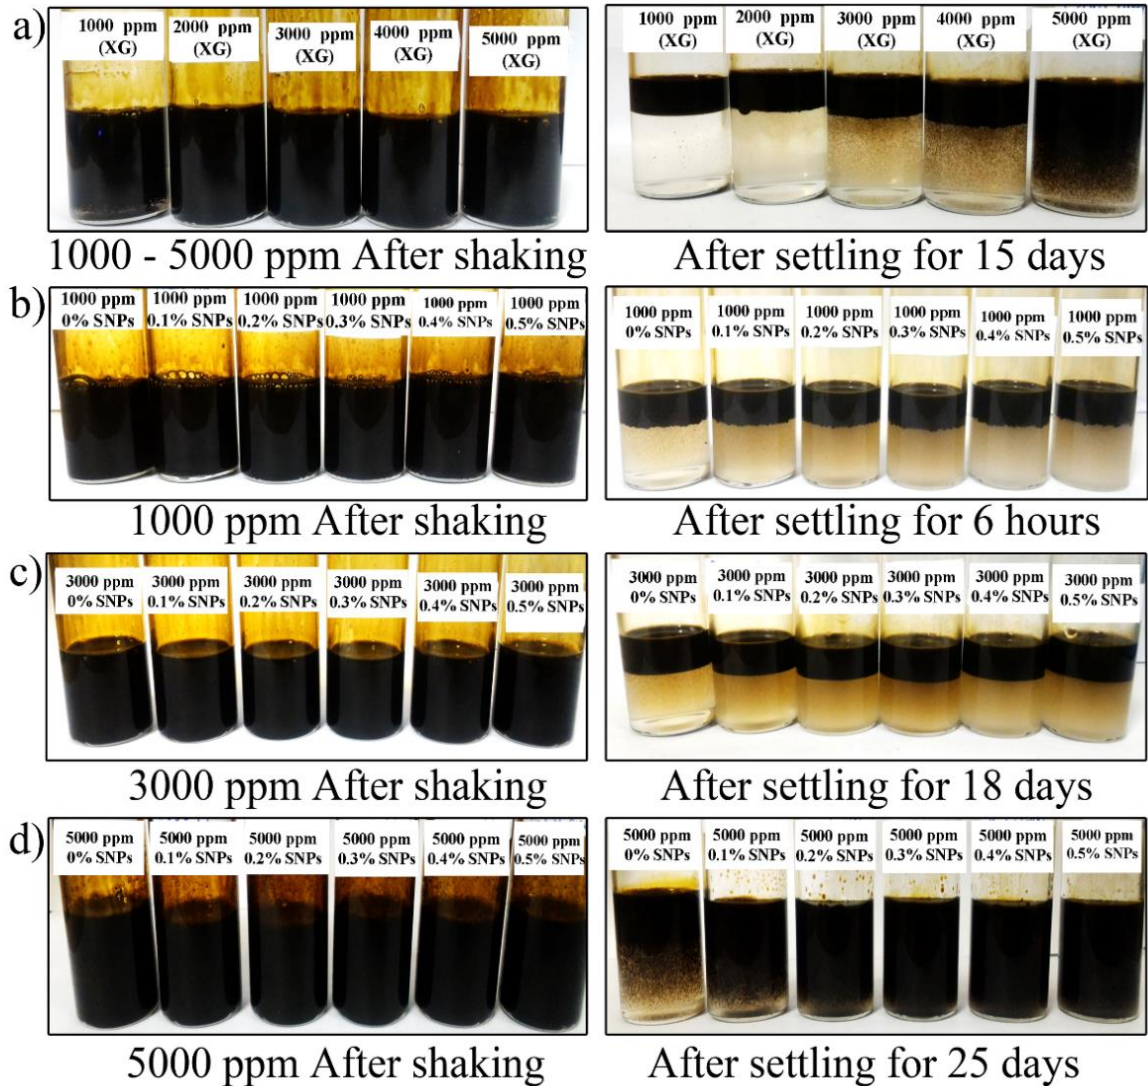 a)
1000 ppm
(XG)
2000 ppm
(XG)
3000 ppm
(XG)
4000 ppm
(XG)
5000 ppm
(XG)
1000 ppm
(XG)
2000 ppm
(XG)
3000 ppm
(XG)
4000 ppm
(XG)
5000 ppm
(XG)
1000 - 5000 ppm After shaking
After settling for 15 days
b)
1000 ppm
0% SNPs
1000 ppm
0.1% SNPs
1000 ppm
0.2% SNPs
1000 ppm
0.3% SNPs
1000 ppm
0.4% SNPs
1000 ppm
0.5% SNPs
1000 ppm
0% SNPs
1000 ppm
0.1% SNPs
1000 ppm
0.2% SNPs
1000 ppm
0.3% SNPs
1000 ppm
0.4% SNPs
1000 ppm
0.5% SNPs
1000 ppm After shaking
After settling for 6 hours
c)
3000 ppm
0% SNPs
3000 ppm
0.1% SNPs
3000 ppm
0.2% SNPs
3000 ppm
0.3% SNPs
3000 ppm
0.4% SNPs
3000 ppm
0.5% SNPs
3000 ppm
0% SNPs
3000 ppm
0.1% SNPs
3000 ppm
0.2% SNPs
3000 ppm
0.3% SNPs
3000 ppm
0.4% SNPs
3000 ppm
0.5% SNPs
3000 ppm After shaking
After settling for 18 days
d)
5000 ppm
0% SNPs
5000 ppm
0.1% SNPs
5000 ppm
0.2% SNPs
5000 ppm
0.3% SNPs
5000 ppm
0.4% SNPs
5000 ppm
0.5% SNPs
5000 ppm
0% SNPs
5000 ppm
0.1% SNPs
5000 ppm
0.2% SNPs
5000 ppm
0.3% SNPs
5000 ppm
0.4% SNPs
5000 ppm
0.5% SNPs
5000 ppm After shaking
After settling for 25 days